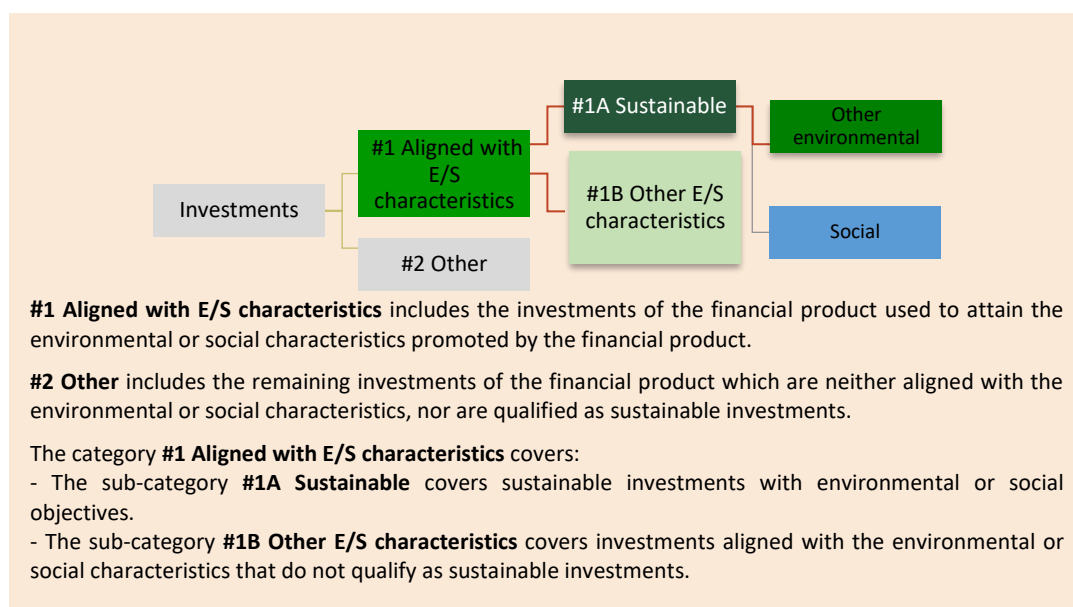 #1A Sustainable
Other
environmental
#1 Aligned with
E/S
characteristics
#1B Other E/S
characteristics
Investments
Social
#2 Other
#1 Aligned with E/S characteristics includes the investments of the financial product used to attain the
environmental or social characteristics promoted by the financial product.
#2 Other includes the remaining investments of the financial product which are neither aligned with the
environmental or social characteristics, nor are qualified as sustainable investments.
The category #1 Aligned with E/S characteristics covers:
- The sub-category #1A Sustainable covers sustainable investments with environmental or social
objectives.
- The sub-category #1B Other E/S characteristics covers investments aligned with the environmental or
social characteristics that do not qualify as sustainable investments.